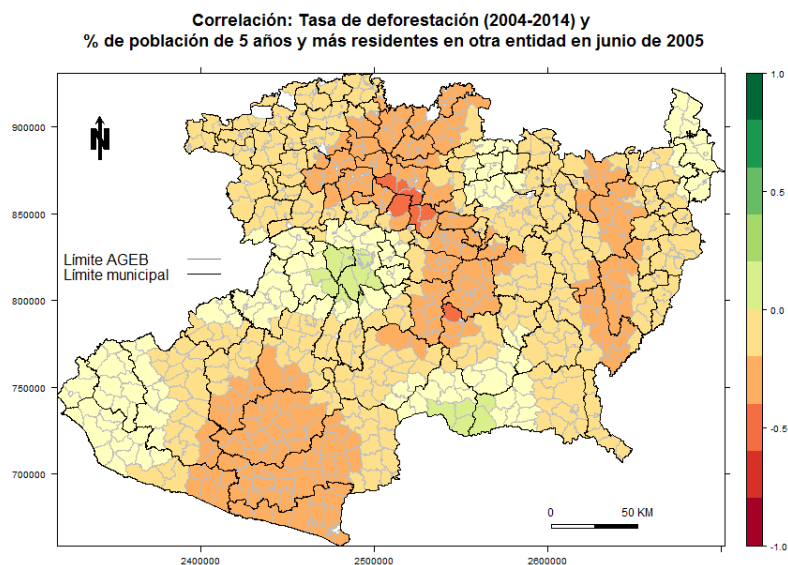 Correlación: Tasa de deforestación (2004-2014) y
% de población de 5 años y más residentes en otra entidad en junio de 2005
N
Límite AGEB
Límite municipal
900000
850000
800000
750000
700000
2400000
2500000
2600000
0 50 KM
1.0
0.5
0.0
-0.5
-1.0